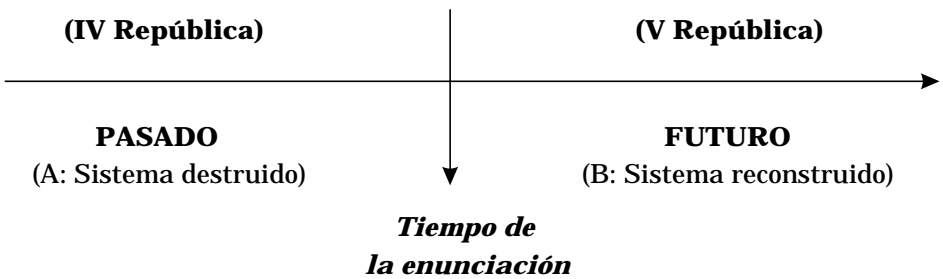 (IV República)
(V República)
PASADO
FUTURO
(A: Sistema destruido)
(B: Sistema reconstruido)
Tiempo de
la enunciación